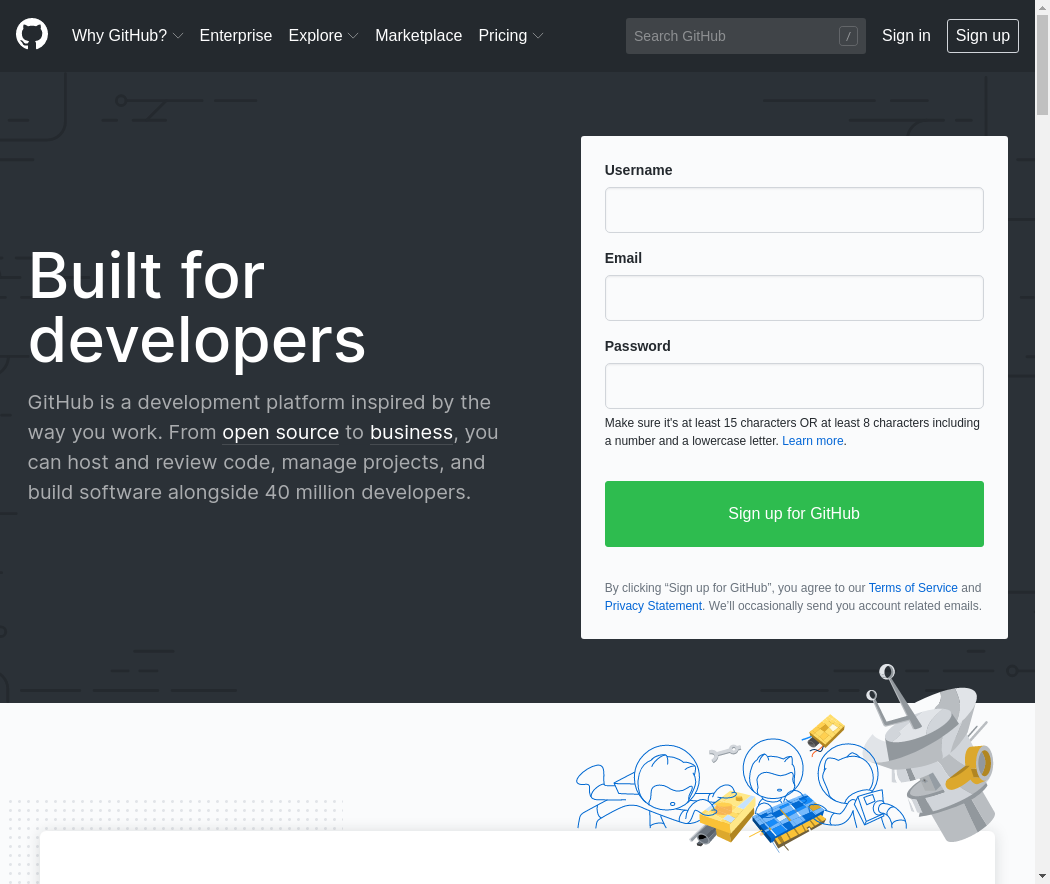 Why GitHub? Enterprise Explore Marketplace Pricing Search GitHub / Sign in Sign up
Built for
developers
GitHub is a development platform inspired by the
way you work. From open source to business, you
can host and review code, manage projects, and
build software alongside 40 million developers.
Username
Email
Password
Make sure it's at least 15 characters OR at least 8 characters including
a number and a lowercase letter. Learn more.
Sign up for GitHub
By clicking “Sign up for GitHub”, you agree to our Terms of Service and
Privacy Statement. We’ll occasionally send you account related emails.